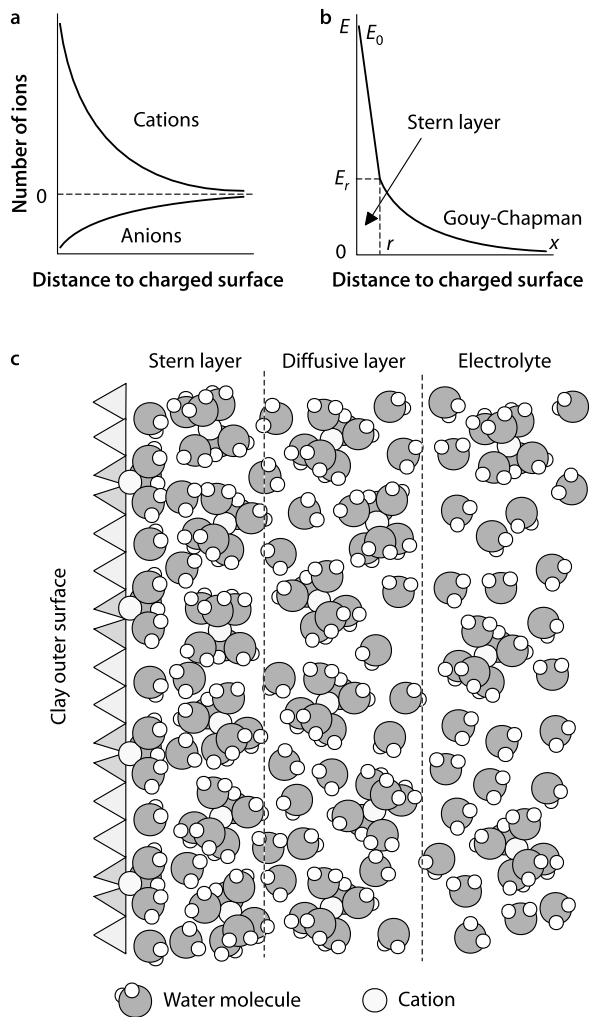 a
Number of ions
Cations
0
Anions
Distance to charged surface
b
E
E0
Stern layer
Er
Gouy-Chapman
0
r
x
Distance to charged surface
c
Stern layer
Diffusive layer
Electrolyte
Clay outer surface
Water molecule
Cation